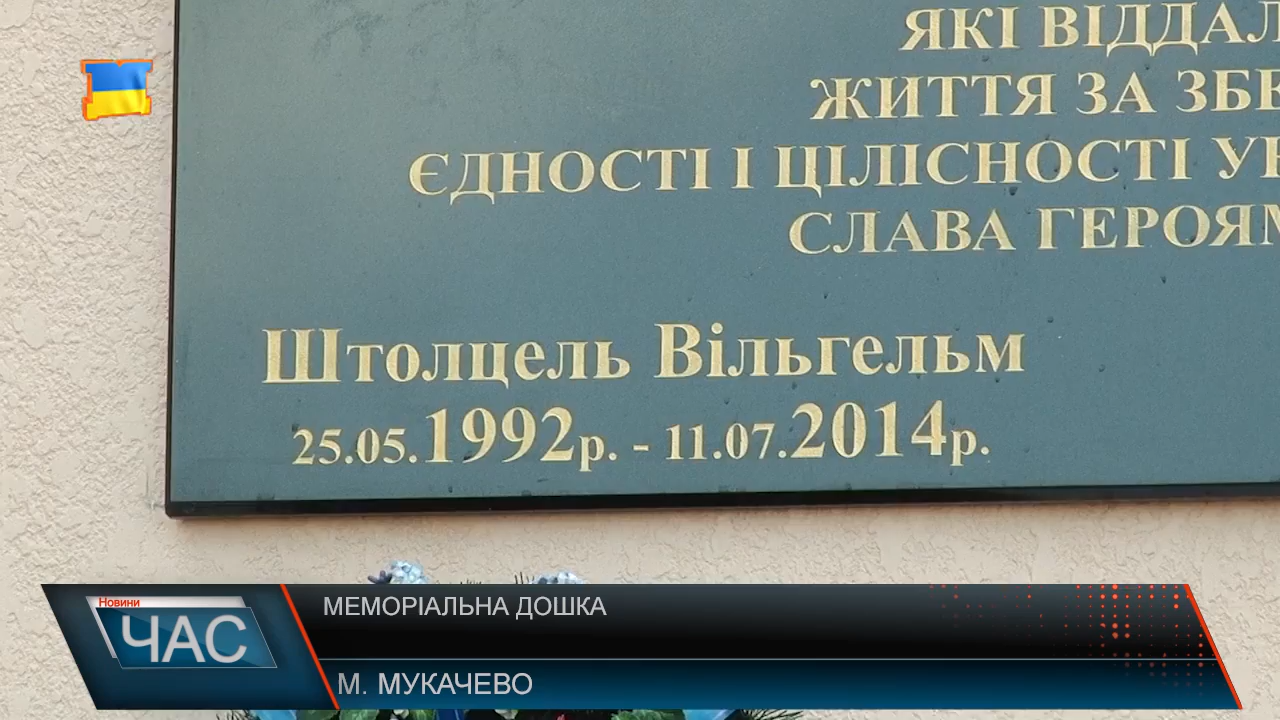 ЯКІ ВІДДАЛ
ЖИТТЯ ЗА ЗБЕ
ЄДНОСТІ І ЦІЛІСНОСТІ УК
СЛАВА ГЕРОЯМ
Штолцель Вільгельм
25.05.1992р. - 11.07.2014р.
Новини
ЧАС
МЕМОРІАЛЬНА ДОШКА
М. МУКАЧЕВО